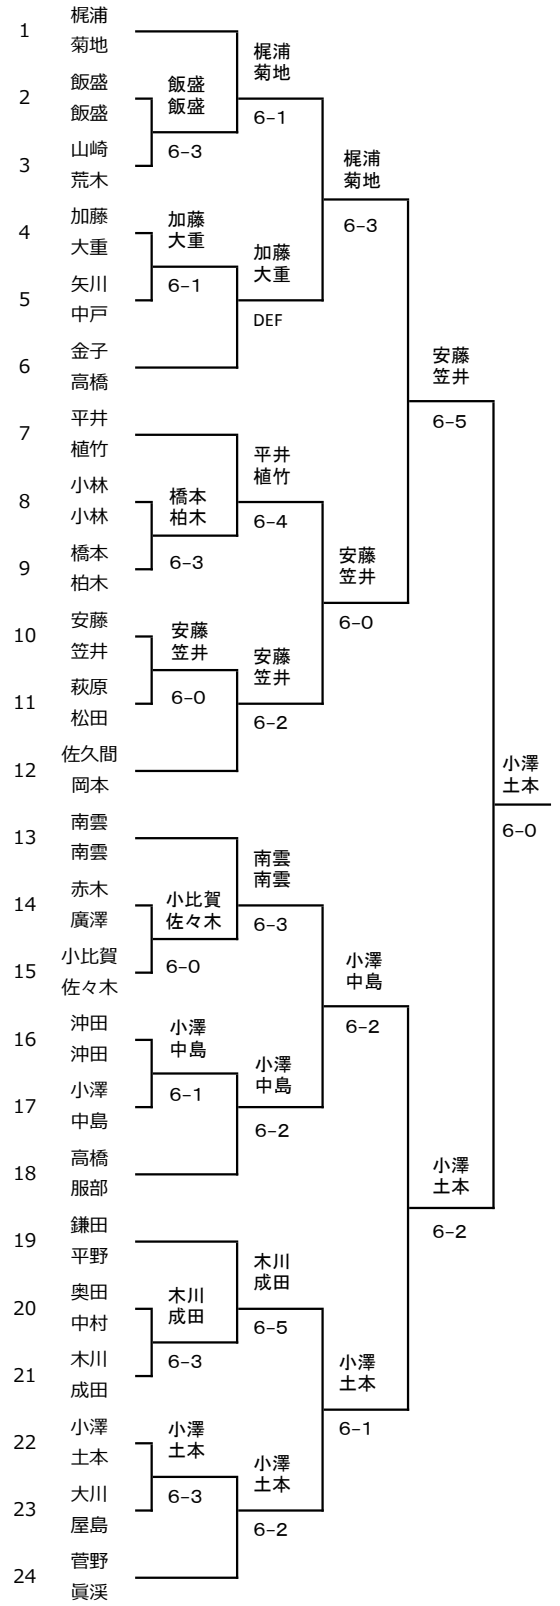 1
梶浦
菊地
2
飯盛
飯盛
3
山崎
荒木
4
加藤
大重
5
矢川
中戸
6
金子
高橋
7
平井
植竹
8
小林
小林
9
橋本
柏木
10
安藤
笠井
11
萩原
松田
12
佐久間
岡本
13
南雲
南雲
14
赤木
廣澤
15
小比賀
佐々木
16
沖田
沖田
17
小澤
中島
18
高橋
服部
19
鎌田
平野
20
奥田
中村
21
木川
成田
22
小澤
土本
23
大川
屋島
24
菅野
眞渓
飯盛
飯盛
6-3
加藤
大重
6-1
橋本
柏木
6-3
安藤
笠井
6-0
小比賀
佐々木
6-0
小澤
中島
6-1
木川
成田
6-3
小澤
土本
6-3
梶浦
菊地
6-1
加藤
大重
DEF
平井
植竹
6-4
安藤
笠井
6-2
南雲
南雲
6-3
小澤
中島
6-2
木川
成田
6-5
小澤
土本
6-2
梶浦
菊地
6-3
安藤
笠井
6-0
小澤
中島
6-2
小澤
土本
6-1
安藤
笠井
6-5
小澤
土本
6-2
小澤
土本
6-0